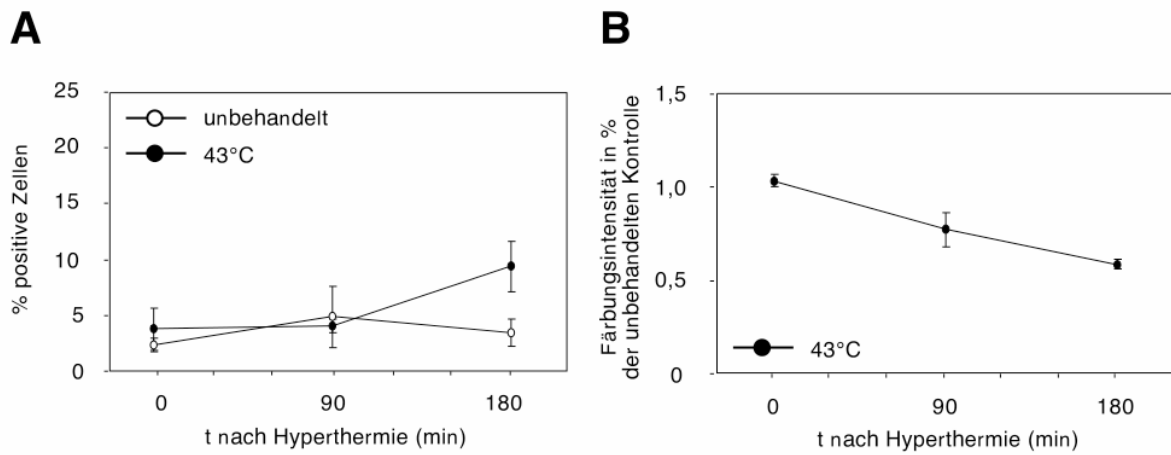 A
% positive Zellen
25
20
15
10
5
0
unbehandelt
43°C
0
90
180
t nach Hyperthermie (min)
B
Färbungsintensität in %
der unbehandelten Kontrolle
1,5
1,0
0,5
0
43°C
0
90
180
t nach Hyperthermie (min)